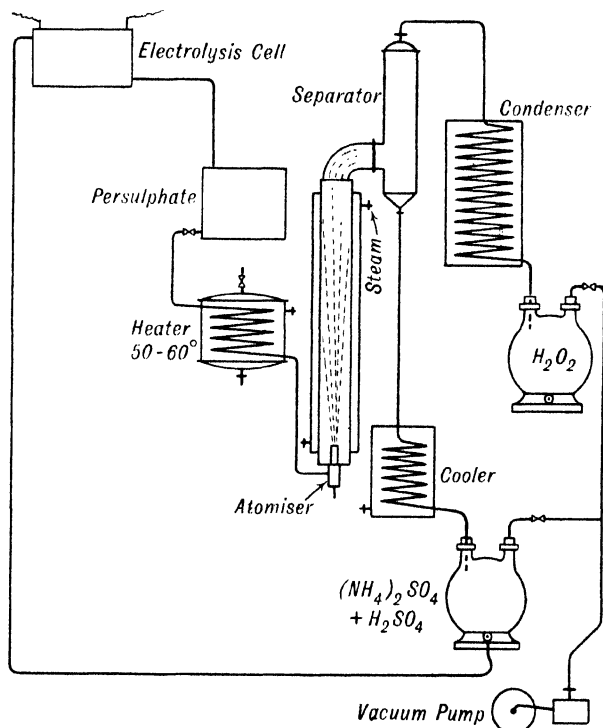 Electrolysis Cell
Separator
Condenser
Persulphate
Steam
Heater
50-60°
H₂O₂
Atomiser
Cooler
(NH₄)₂SO₄
+ H₂SO₄
Vacuum Pump